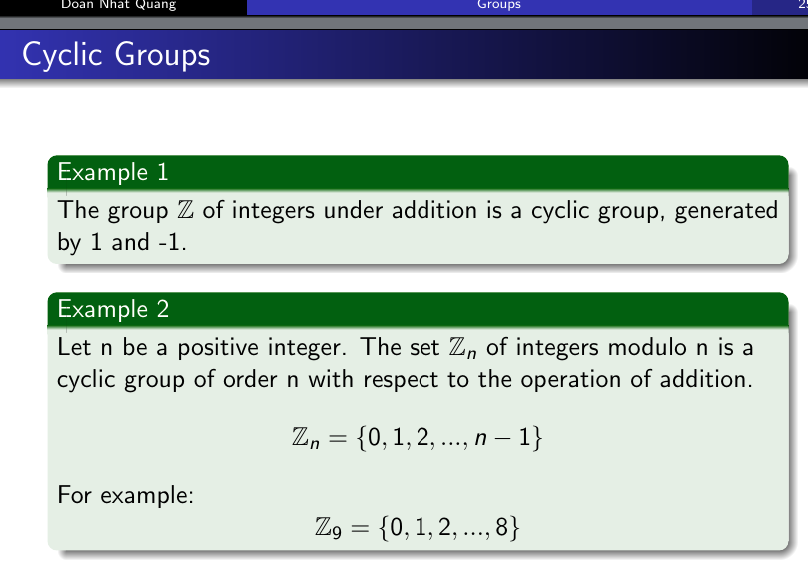 Doan Nhat Quang Groups
Cyclic Groups
Example 1
The group ℤ of integers under addition is a cyclic group, generated
by 1 and -1.
Example 2
Let n be a positive integer. The set ℤₙ of integers modulo n is a
cyclic group of order n with respect to the operation of addition.
ℤₙ = {0, 1, 2, ..., n − 1}
For example:
ℤ₉ = {0, 1, 2, ..., 8}